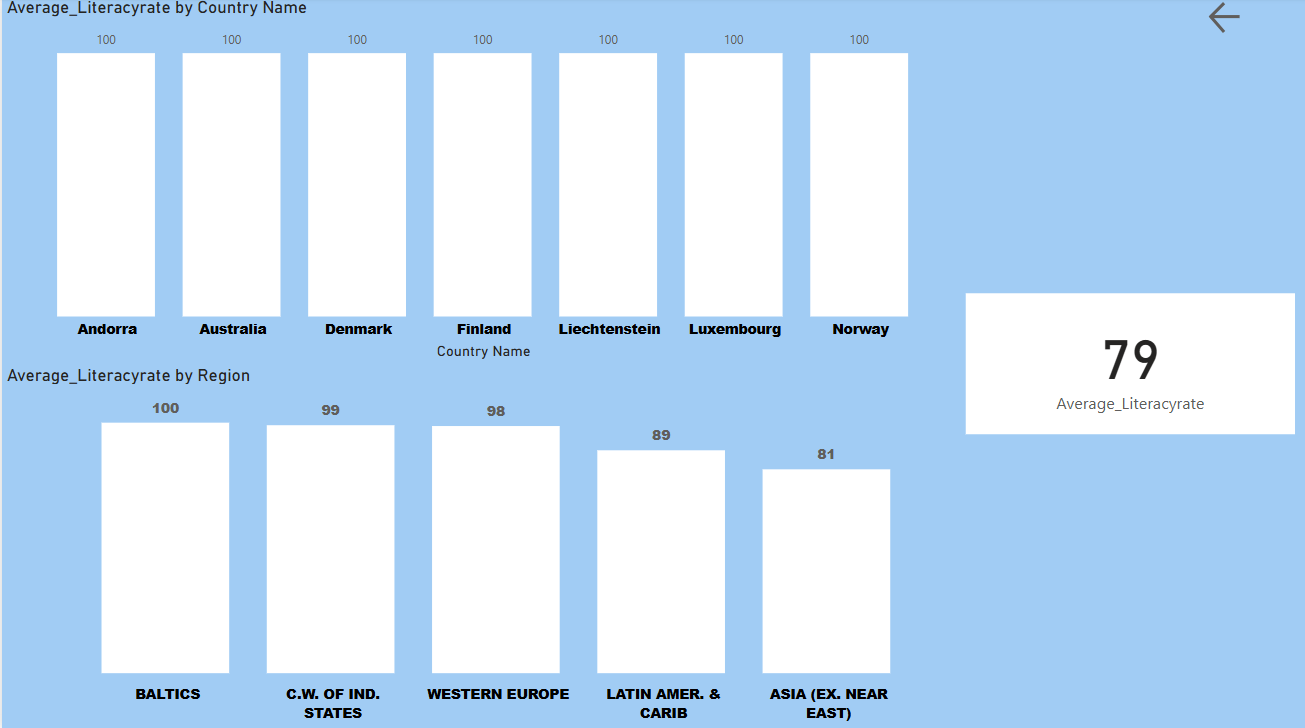 Average_Literacyrate by Country Name
100 100 100 100 100 100 100
Andorra Australia Denmark Finland Liechtenstein Luxembourg Norway
Country Name
79
Average_Literacyrate
Average_Literacyrate by Region
100 99 98 89 81
BALTICS
C.W. OF IND.
STATES
WESTERN EUROPE
LATIN AMER. &
CARIB
ASIA (EX. NEAR
EAST)